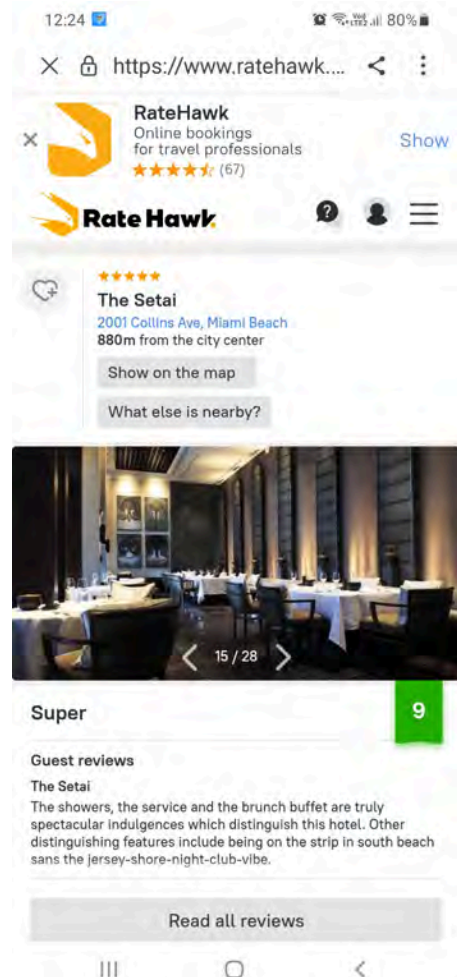 12:24
80%
https://www.ratehawk....
RateHawk
Online bookings
for travel professionals
(67)
Show
Rate Hawk
?
The Setai
2001 Collins Ave, Miami Beach
880m from the city center
Show on the map
What else is nearby?
15 / 28
Super
9
Guest reviews
The Setai
The showers, the service and the brunch buffet are truly
spectacular indulgences which distinguish this hotel. Other
distinguishing features include being on the strip in south beach
sans the jersey-shore-night-club-vibe.
Read all reviews